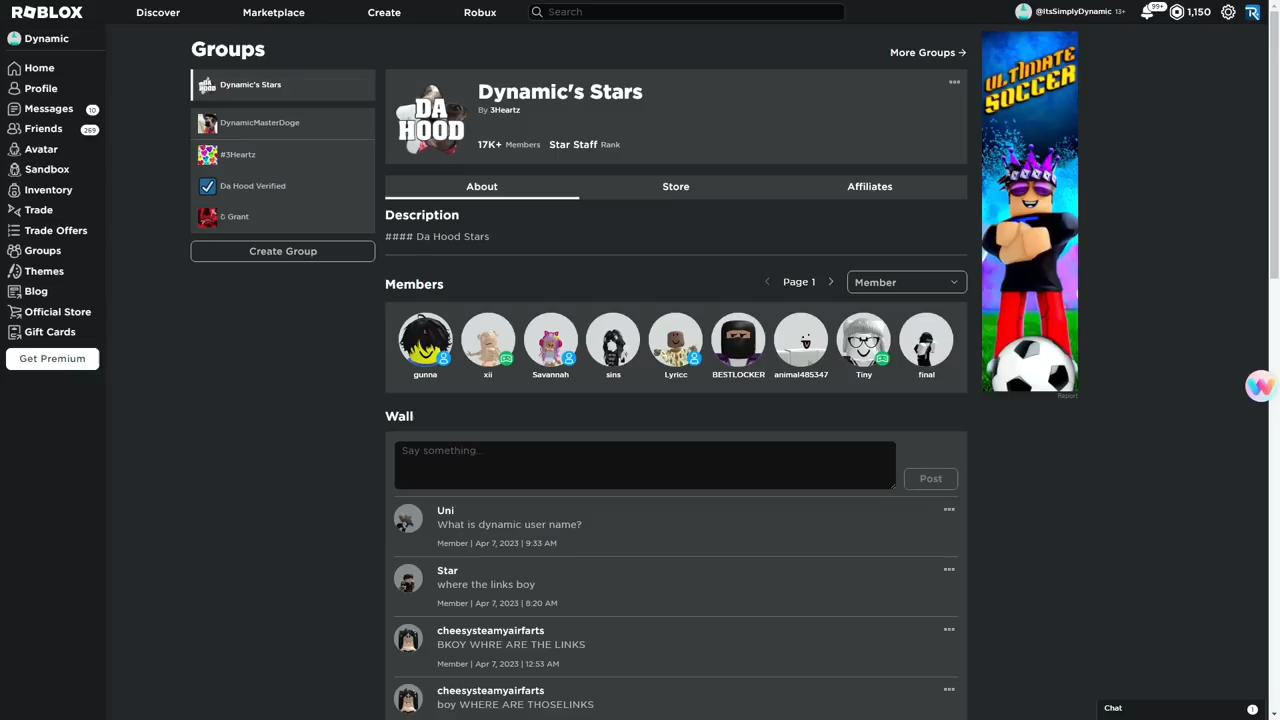 ROBLOX
Discover
Marketplace
Create
Robux
Search
@ItsSimplyDynamic 13+
99+
1,150
Dynamic
Home
Profile
Messages 10
Friends 269
Avatar
Sandbox
Inventory
Trade
Trade Offers
Groups
Themes
Blog
Official Store
Gift Cards
Get Premium
Groups
More Groups →
Dynamic's Stars
DynamicMasterDoge
#3Heartz
Da Hood Verified
Grant
Create Group
DA
HOOD
Dynamic's Stars
By 3Heartz
17K+ Members Star Staff Rank
About
Store
Affiliates
Description
#### Da Hood Stars
Members
Page 1
Member
gunna
xii
Savannah
sins
Lyricc
BESTLOCKER
animal485347
Tiny
final
Wall
Say something...
Post
Uni
What is dynamic user name?
Member | Apr 7, 2023 | 9:33 AM
Star
where the links boy
Member | Apr 7, 2023 | 8:20 AM
cheesysteamyairfarts
BKOY WHRE ARE THE LINKS
Member | Apr 7, 2023 | 12:53 AM
cheesysteamyairfarts
boy WHERE ARE THOSELINKS
ULTIMATE
SOCCER
Report
Chat